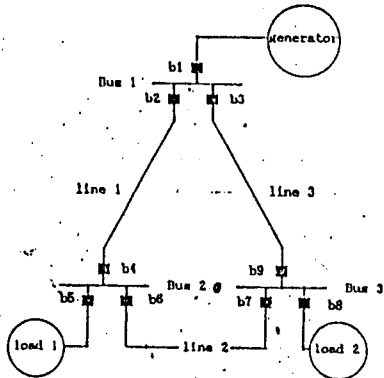 generator
b1
Bus 1
b2 b3
line 1 line 3
b4 b9
Bus 2 Bus 3
b5 b6 b7 b8
load 1 line 2 load 2